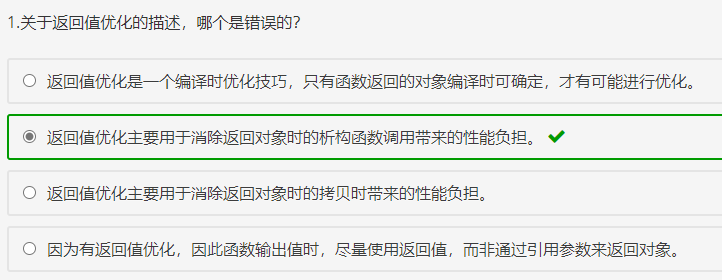 1.关于返回值优化的描述，哪个是错误的?
返回值优化是一个编译时优化技巧，只有函数返回的对象编译时可确定，才有可能进行优化。
返回值优化主要用于消除返回对象时的析构函数调用带来的性能负担。
返回值优化主要用于消除返回对象时的拷贝时带来的性能负担。
因为有返回值优化，因此函数输出值时，尽量使用返回值，而非通过引用参数来返回对象。